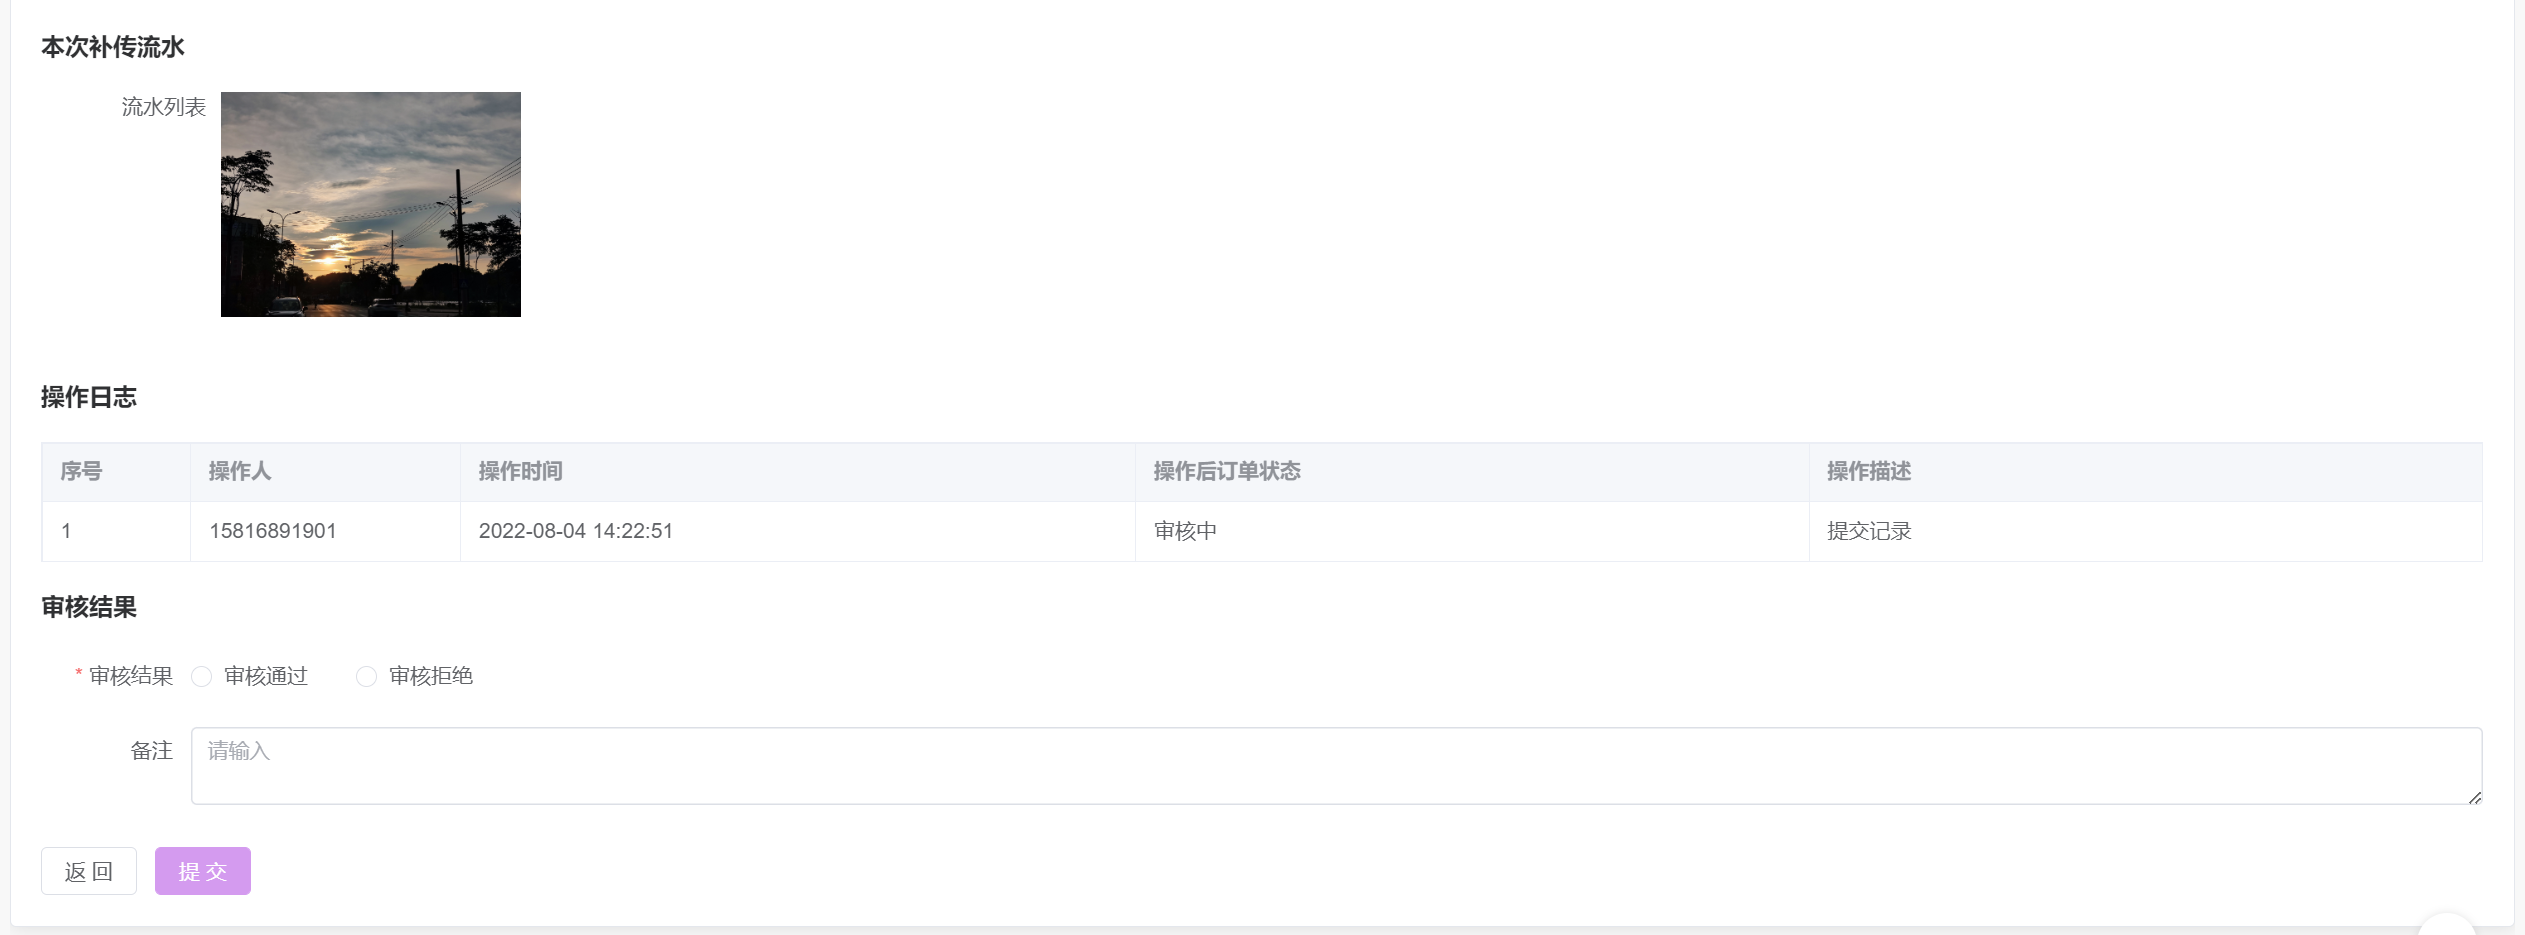 本次补传流水
流水列表
操作日志
序号 操作人 操作时间 操作后订单状态 操作描述
1 15816891901 2022-08-04 14:22:51 审核中 提交记录
审核结果
* 审核结果 审核通过 审核拒绝
备注 请输入
返 回 提 交